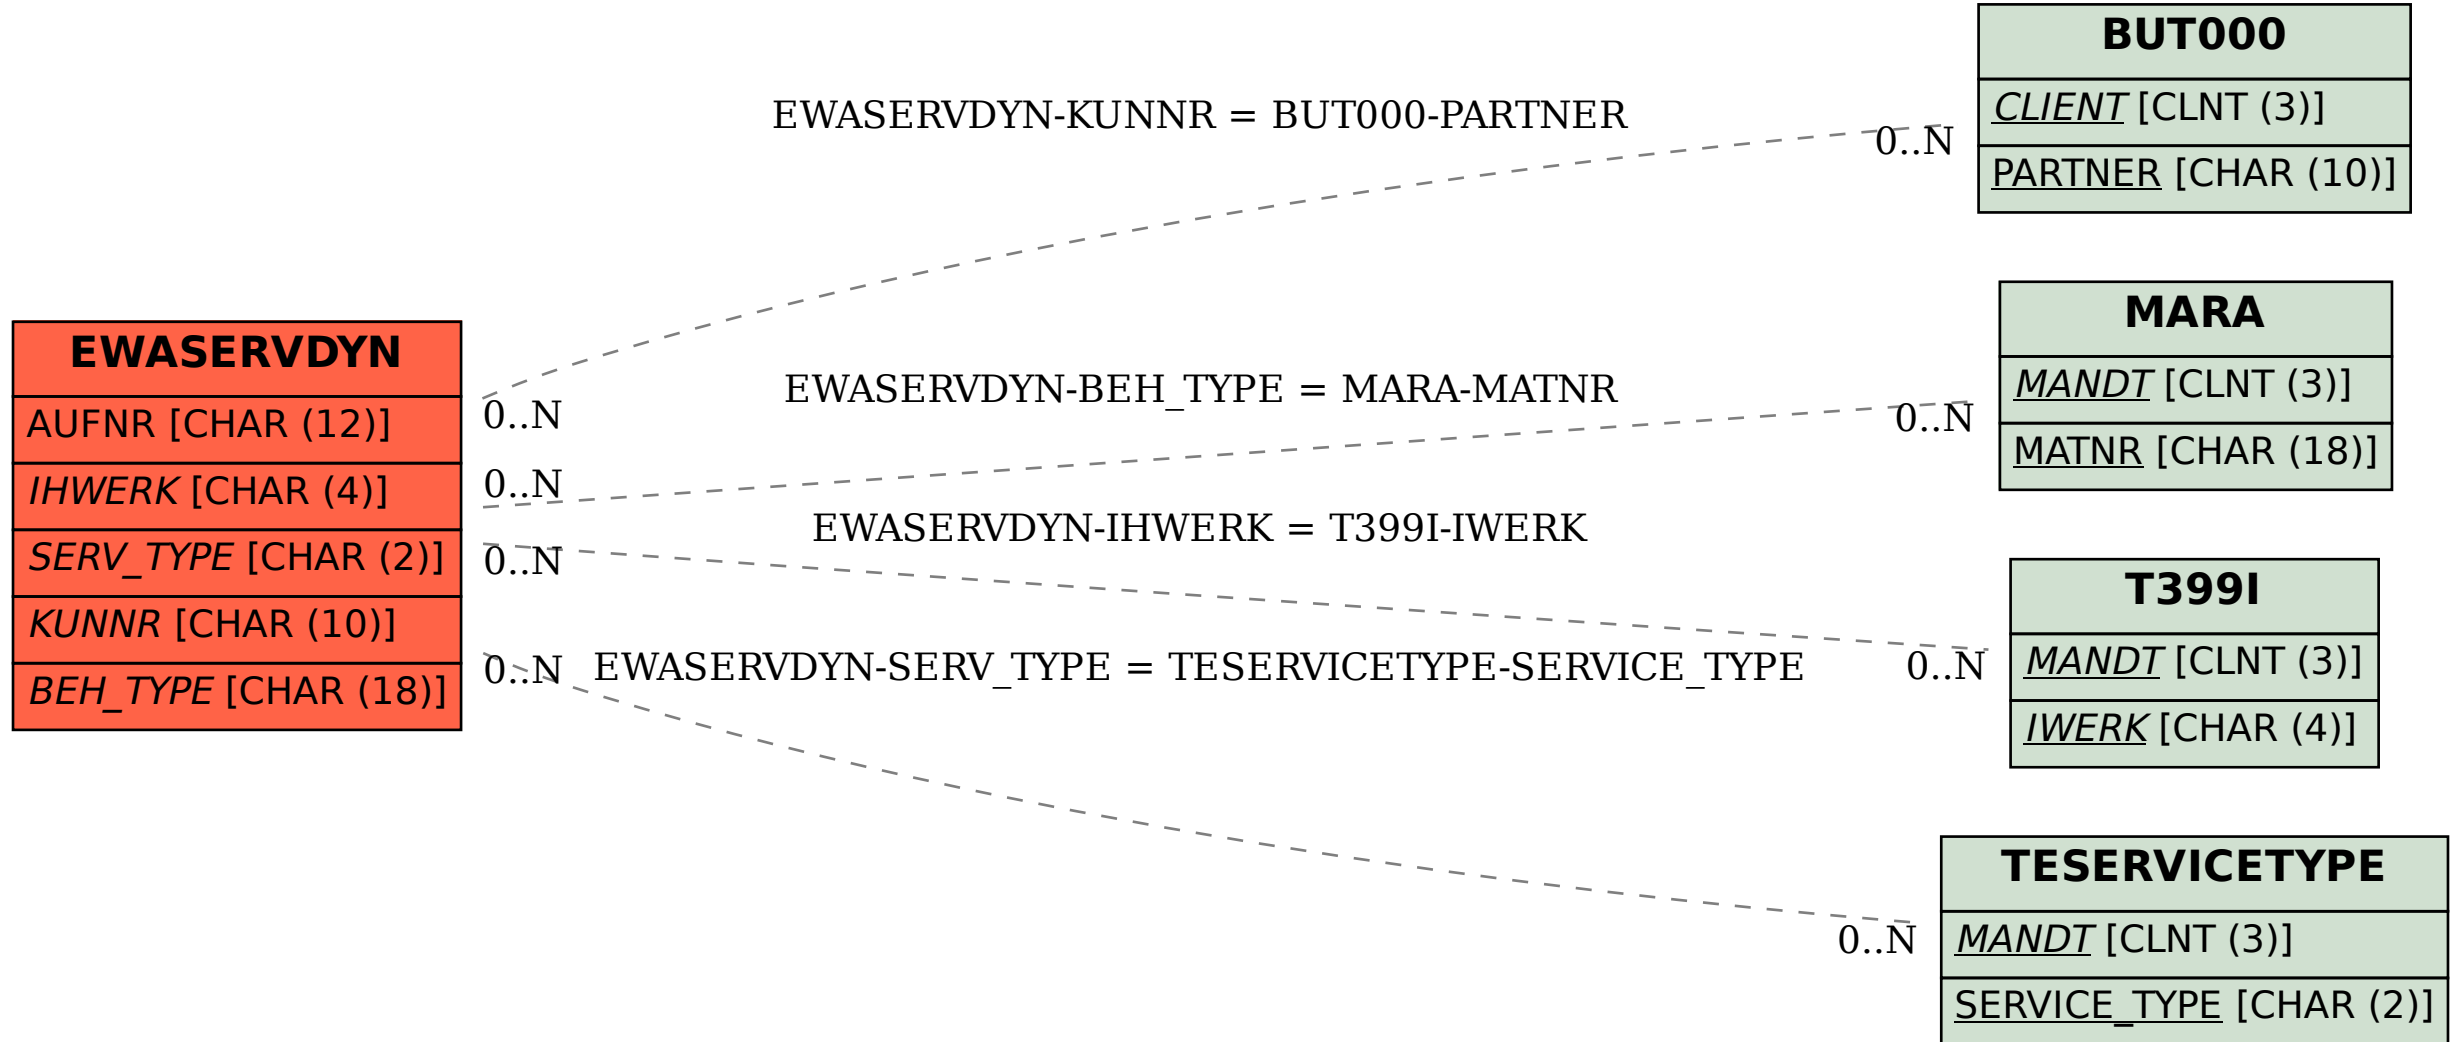 BUT000
CLIENT [CLNT (3)]
PARTNER [CHAR (10)]
EWASERVDYN-KUNNR = BUT000-PARTNER
0..N
0..N
MARA
MANDT [CLNT (3)]
MATNR [CHAR (18)]
EWASERVDYN-BEH_TYPE = MARA-MATNR
0..N
0..N
EWASERVDYN
AUFNR [CHAR (12)]
IHWERK [CHAR (4)]
SERV_TYPE [CHAR (2)]
KUNNR [CHAR (10)]
BEH_TYPE [CHAR (18)]
EWASERVDYN-IHWERK = T399I-IWERK
0..N
0..N
T399I
MANDT [CLNT (3)]
IWERK [CHAR (4)]
EWASERVDYN-SERV_TYPE = TESERVICETYPE-SERVICE_TYPE
0..N
0..N
TESERVICETYPE
MANDT [CLNT (3)]
SERVICE_TYPE [CHAR (2)]